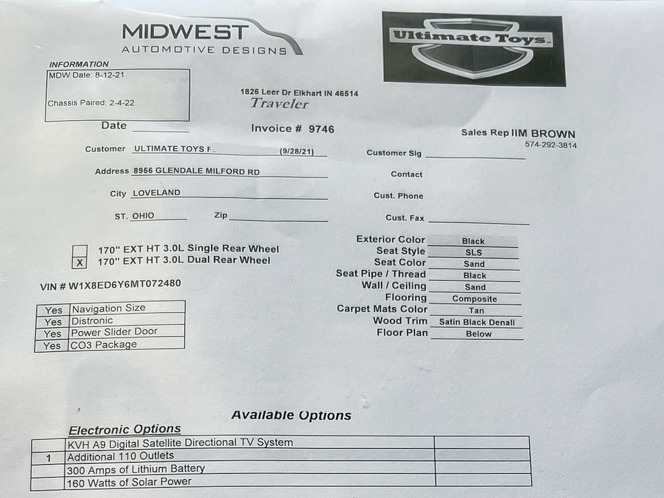 MIDWEST
AUTOMOTIVE DESIGNS
Ultimate Toys
INFORMATION
MDW Date: 8-12-21
Chassis Paired: 2-4-22
1826 Leer Dr Elkhart IN 46514
Traveler
Date
Invoice # 9746
Sales Rep JIM BROWN
574-292-3814
Customer ULTIMATE TOYS (9/28/21)
Customer Sig
Address 8956 GLENDALE MILFORD RD
Contact
City LOVELAND
Cust. Phone
ST. OHIO Zip
Cust. Fax
170" EXT HT 3.0L Single Rear Wheel
X 170" EXT HT 3.0L Dual Rear Wheel
VIN # W1X8ED6Y6MT072480
Yes Navigation Size
Yes Distronic
Yes Power Slider Door
Yes CO3 Package
Exterior Color Black
Seat Style SLS
Seat Color Sand
Seat Pipe / Thread Black
Wall / Ceiling Sand
Flooring Composite
Carpet Mats Color Tan
Wood Trim Satin Black Denali
Floor Plan Below
Available Options
Electronic Options
KVH A9 Digital Satellite Directional TV System
1 Additional 110 Outlets
300 Amps of Lithium Battery
160 Watts of Solar Power